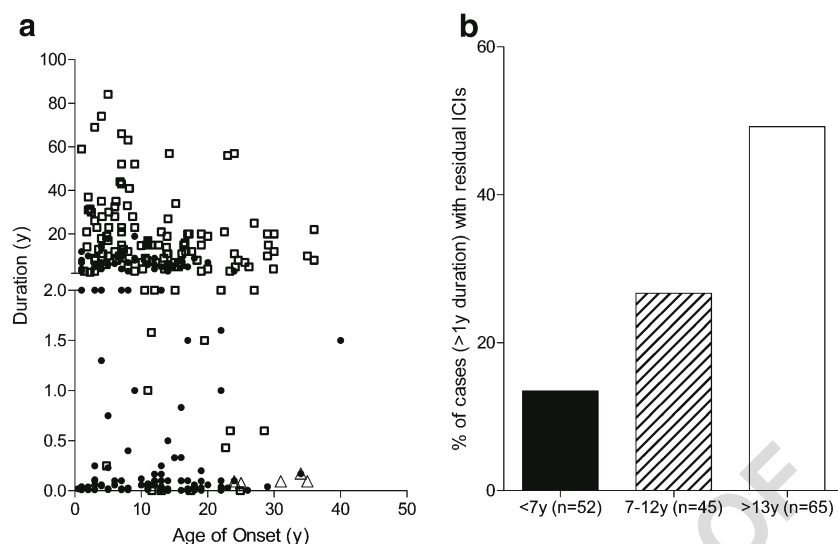 a
Duration (y)
100
80
60
40
20
2.0
1.5
1.0
0.5
0.0
0 10 20 30 40 50
Age of Onset (y)
b
% of cases (>1y duration) with residual ICIs
60
40
20
0
<7y (n=52) 7-12y (n=45) >13y (n=65)
OF